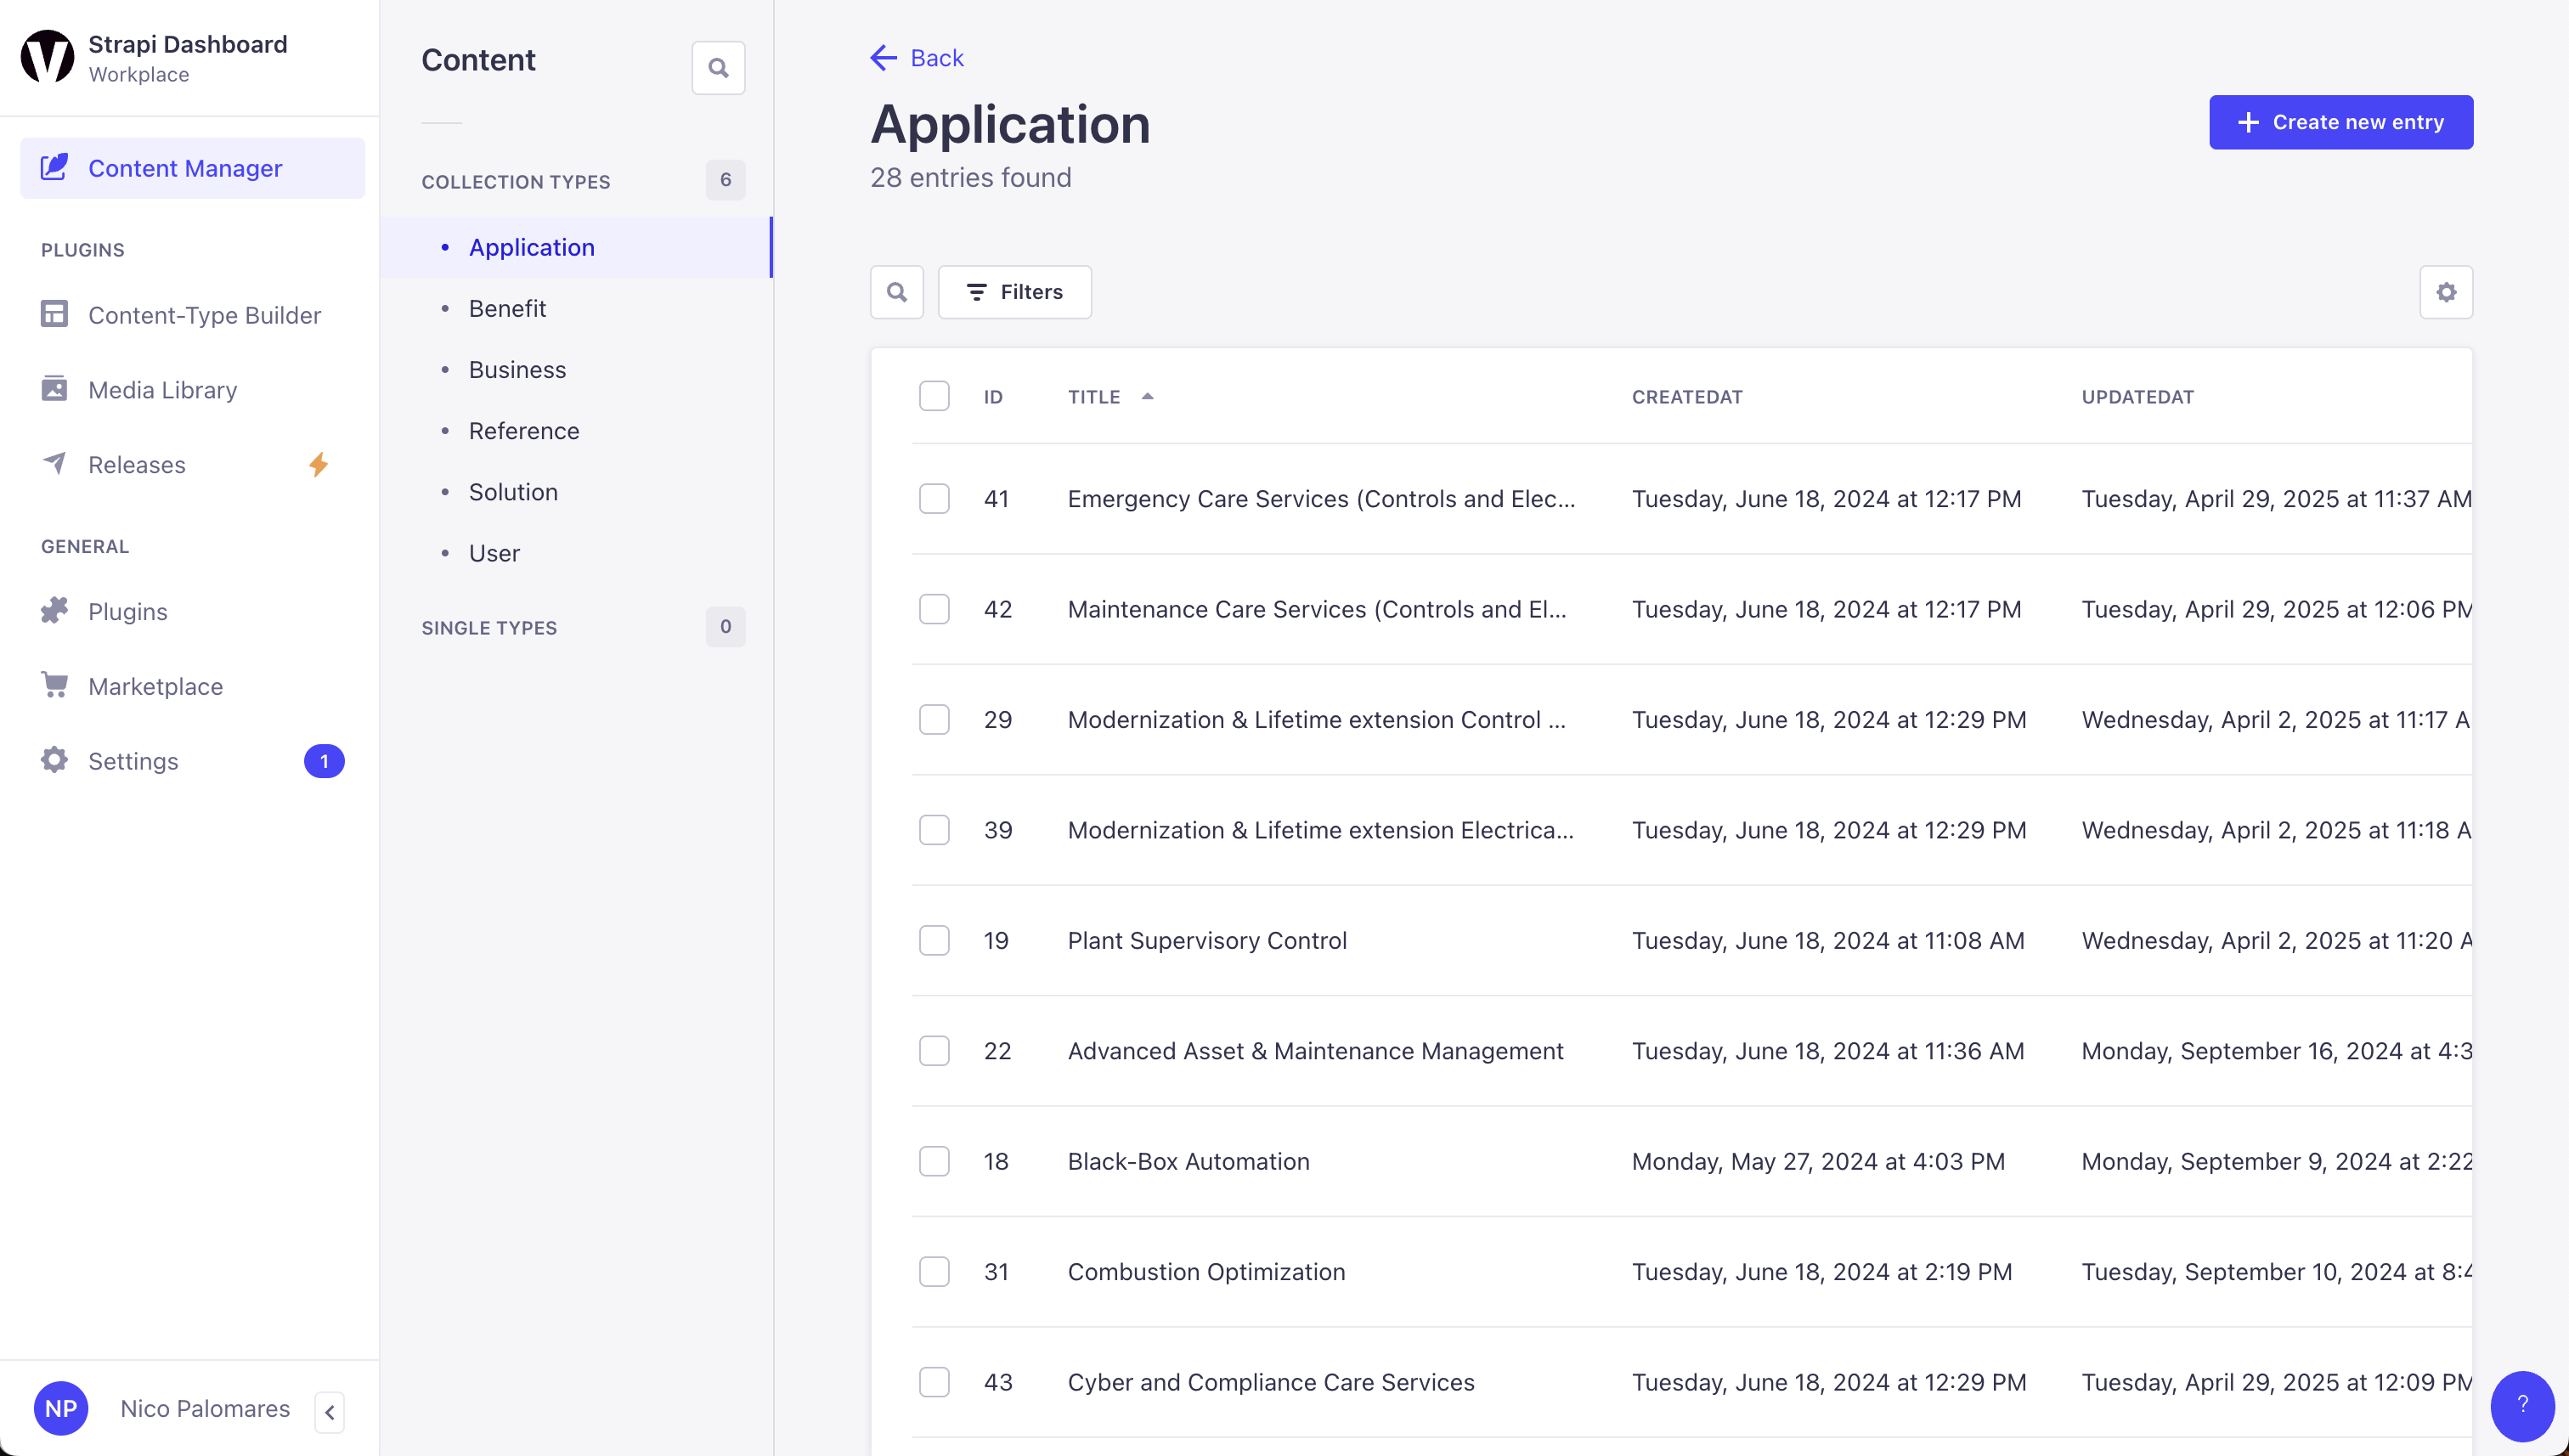 Strapi Dashboard
Workplace
Content Manager
PLUGINS
Content-Type Builder
Media Library
Releases
GENERAL
Plugins
Marketplace
Settings
1
NP
Nico Palomares
Content
COLLECTION TYPES
6
Application
Benefit
Business
Reference
Solution
User
SINGLE TYPES
0
Back
Application
28 entries found
Create new entry
Filters
ID TITLE CREATEDAT UPDATEDAT
41 Emergency Care Services (Controls and Elec... Tuesday, June 18, 2024 at 12:17 PM Tuesday, April 29, 2025 at 11:37 AM
42 Maintenance Care Services (Controls and El... Tuesday, June 18, 2024 at 12:17 PM Tuesday, April 29, 2025 at 12:06 PM
29 Modernization & Lifetime extension Control ... Tuesday, June 18, 2024 at 12:29 PM Wednesday, April 2, 2025 at 11:17 A
39 Modernization & Lifetime extension Electrica... Tuesday, June 18, 2024 at 12:29 PM Wednesday, April 2, 2025 at 11:18 A
19 Plant Supervisory Control Tuesday, June 18, 2024 at 11:08 AM Wednesday, April 2, 2025 at 11:20 A
22 Advanced Asset & Maintenance Management Tuesday, June 18, 2024 at 11:36 AM Monday, September 16, 2024 at 4:3
18 Black-Box Automation Monday, May 27, 2024 at 4:03 PM Monday, September 9, 2024 at 2:22
31 Combustion Optimization Tuesday, June 18, 2024 at 2:19 PM Tuesday, September 10, 2024 at 8:4
43 Cyber and Compliance Care Services Tuesday, June 18, 2024 at 12:29 PM Tuesday, April 29, 2025 at 12:09 PM
?